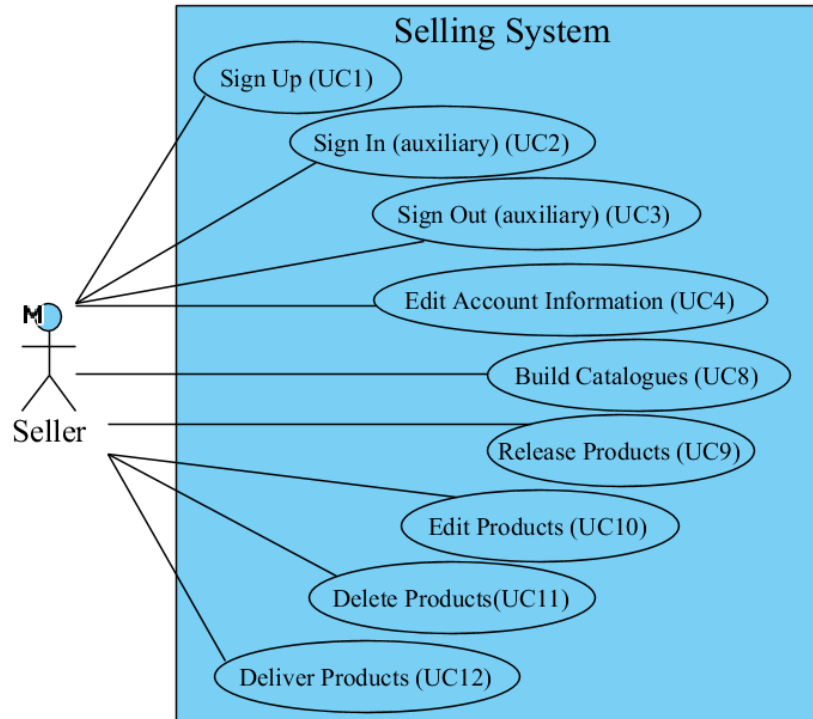 Selling System
Sign Up (UC1)
Sign In (auxiliary) (UC2)
Sign Out (auxiliary) (UC3)
Edit Account Information (UC4)
M
Build Catalogues (UC8)
Seller
Release Products (UC9)
Edit Products (UC10)
Delete Products(UC11)
Deliver Products (UC12)